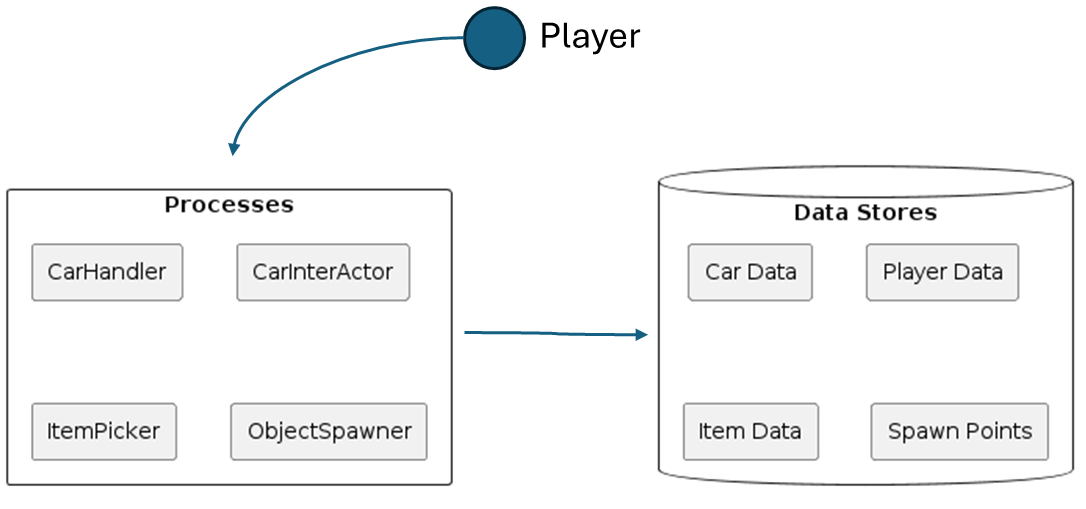 Player
Processes
CarHandler
CarInterActor
ItemPicker
ObjectSpawner
Data Stores
Car Data
Player Data
Item Data
Spawn Points